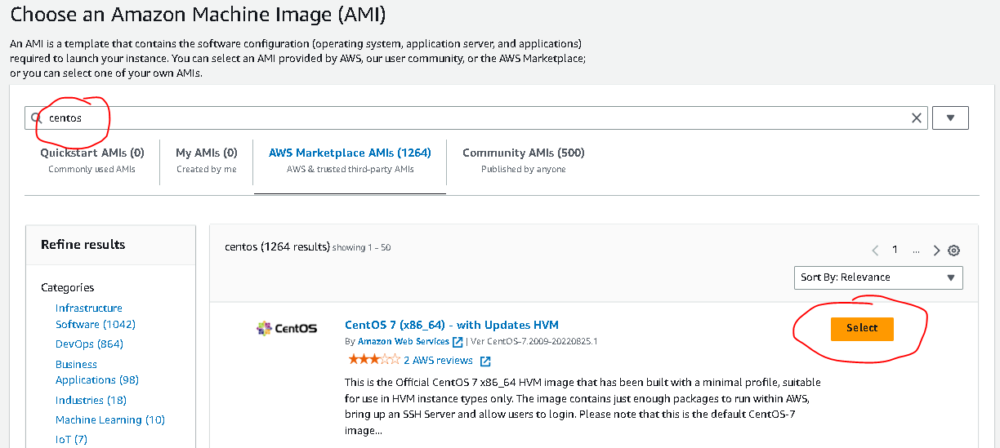 Choose an Amazon Machine Image (AMI)
An AMI is a template that contains the software configuration (operating system, application server, and applications)
required to launch your instance. You can select an AMI provided by AWS, our user community, or the AWS Marketplace;
or you can select one of your own AMIs.
centos
Quickstart AMIs (0)
Commonly used AMIs
My AMIs (0)
Created by me
AWS Marketplace AMIs (1264)
AWS & trusted third-party AMIs
Community AMIs (500)
Published by anyone
Refine results
Categories
Infrastructure
Software (1042)
DevOps (864)
Business
Applications (98)
Industries (18)
Machine Learning (10)
IoT (7)
centos (1264 results) showing 1 - 50
1 ...
Sort By: Relevance
CentOS
CentOS 7 (x86_64) - with Updates HVM
By Amazon Web Services | Ver CentOS-7.2009-20220825.1
2 AWS reviews
Select
This is the Official CentOS 7 x86_64 HVM image that has been built with a minimal profile, suitable
for use in HVM instance types only. The image contains just enough packages to run within AWS,
bring up an SSH Server and allow users to login. Please note that this is the default CentOS-7
image...